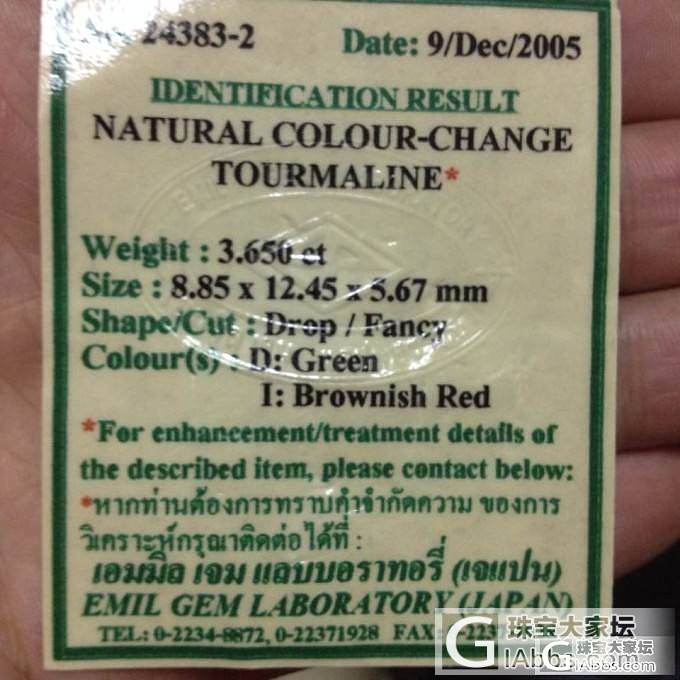 24383-2 Date: 9/Dec/2005
IDENTIFICATION RESULT
NATURAL COLOUR-CHANGE
TOURMALINE*
Weight : 3.650 ct
Size : 8.85 x 12.45 x 5.67 mm
Shape/Cut : Drop / Fancy
Colour(s) : D: Green
I: Brownish Red
*For enhancement/treatment details of
the described item, please contact below:
*หากท่านต้องการทราบคำจำกัดความ ของการ
วิเคราะห์กรุณาติดต่อได้ที่ :
เอมมิล เจม แลบบอราทอรี่ (เจแปน)
EMIL GEM LABORATORY (JAPAN)
TEL: 0-2234-8872, 0-22371928 FAX:
珠宝大家坛